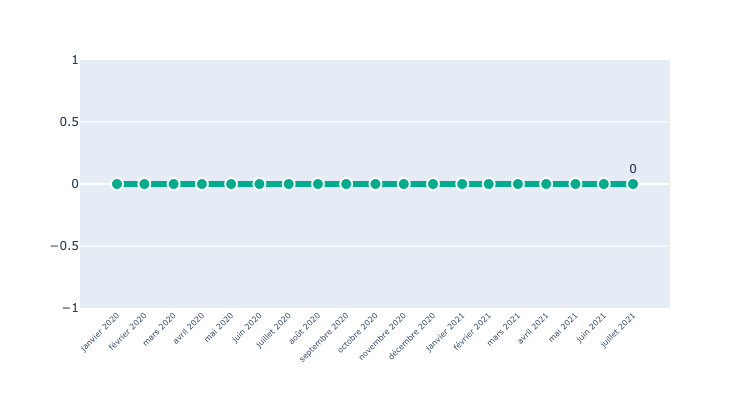 1
0.5
0
−0.5
−1
0
janvier 2020
février 2020
mars 2020
avril 2020
mai 2020
juin 2020
juillet 2020
août 2020
septembre 2020
octobre 2020
novembre 2020
décembre 2020
janvier 2021
février 2021
mars 2021
avril 2021
mai 2021
juin 2021
juillet 2021